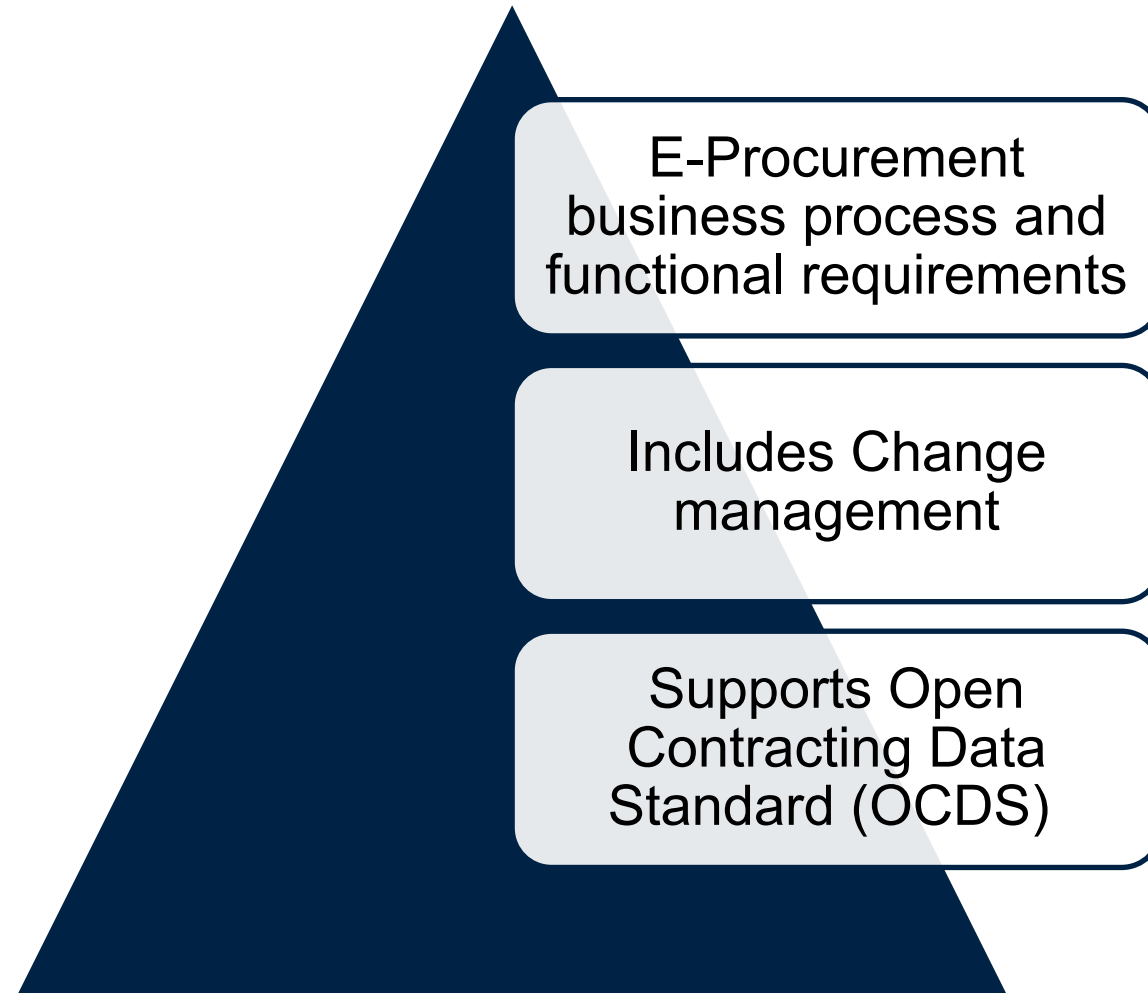 E-Procurement
business process and
functional requirements
Includes Change
management
Supports Open
Contracting Data
Standard (OCDS)